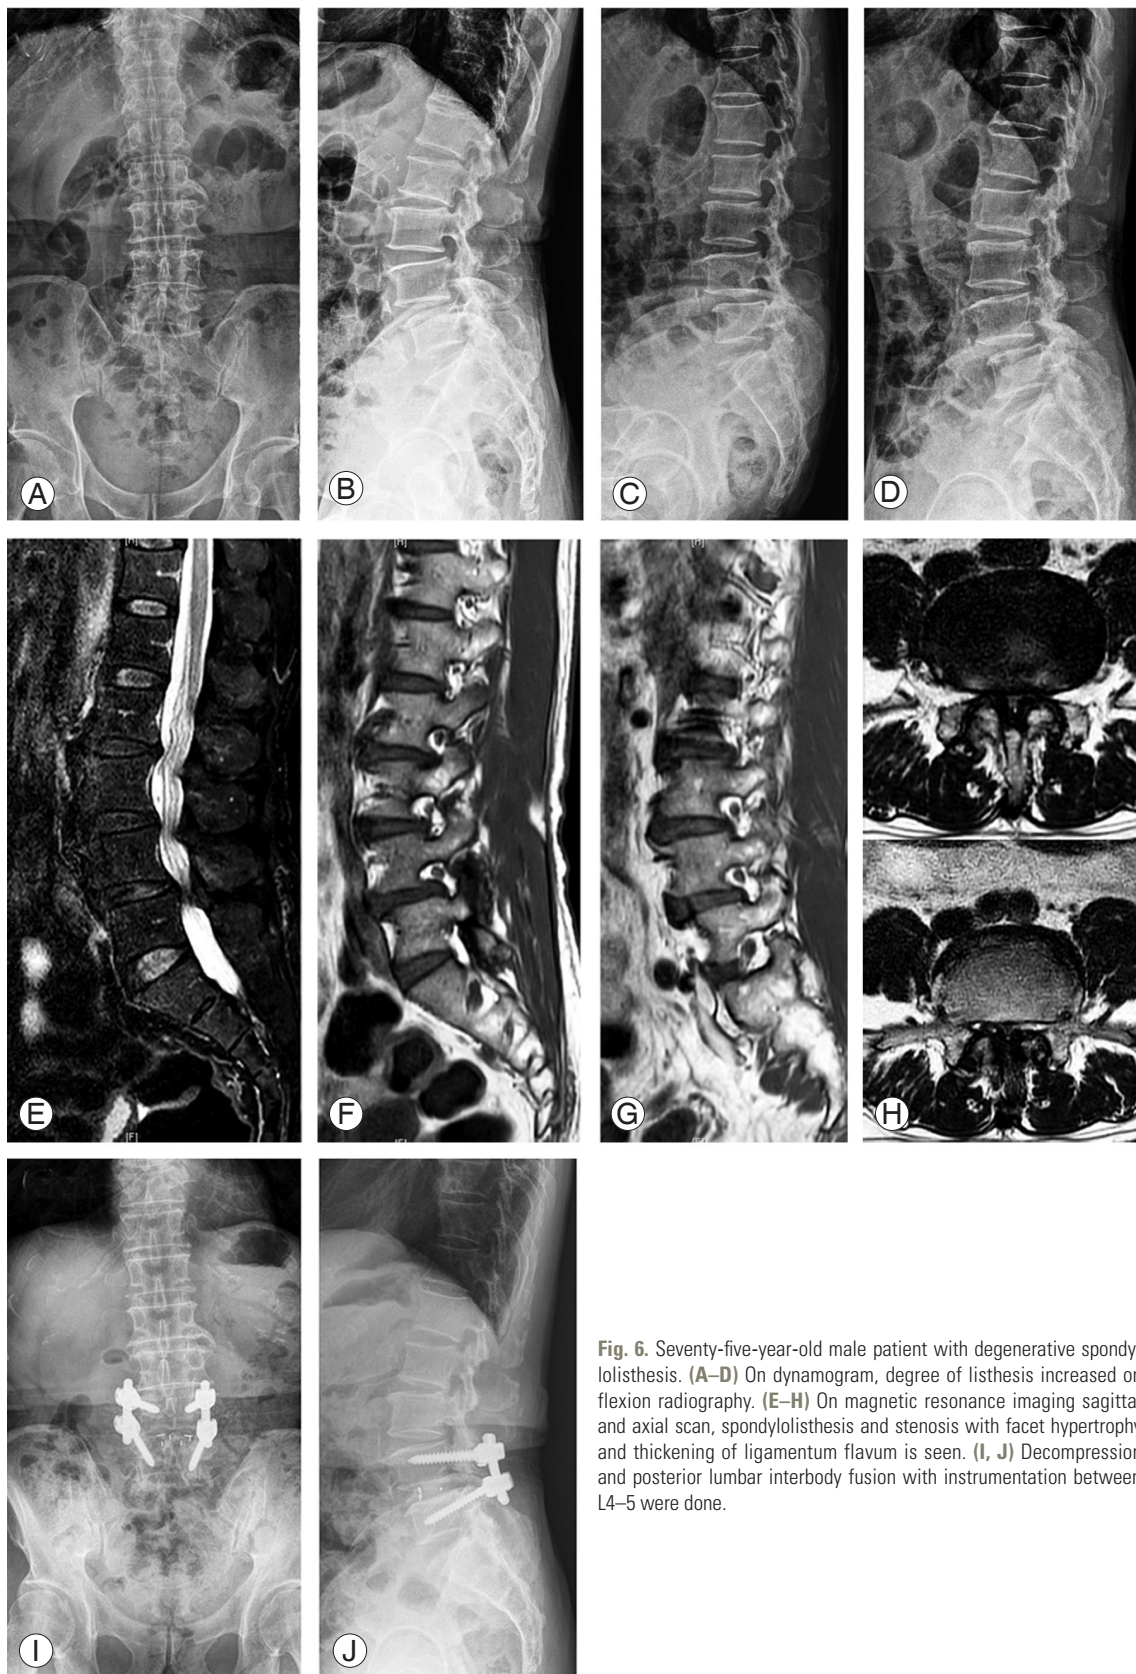 A
B
C
D
[H]
[H]
[H]
E
[F]
F
G
H
I
J
Fig. 6. Seventy-five-year-old male patient with degenerative spondy-
lolisthesis. (A–D) On dynamogram, degree of listhesis increased on
flexion radiography. (E–H) On magnetic resonance imaging sagittal
and axial scan, spondylolisthesis and stenosis with facet hypertrophy
and thickening of ligamentum flavum is seen. (I, J) Decompression
and posterior lumbar interbody fusion with instrumentation between
L4–5 were done.